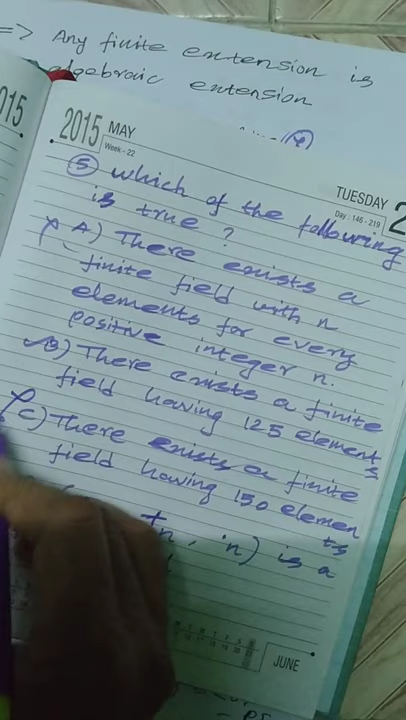 => Any finite extension is
algebraic extension
015
2015 MAY
Week - 22
TUESDAY 2
Day : 146 - 219
(5) Which of the following
is true ?
A) There exists a
finite field with n
elements for every
positive integer n.
B) There exists a finite
field having 125 elements
C) There exists a finite
field having 150 elements
is a
JUNE